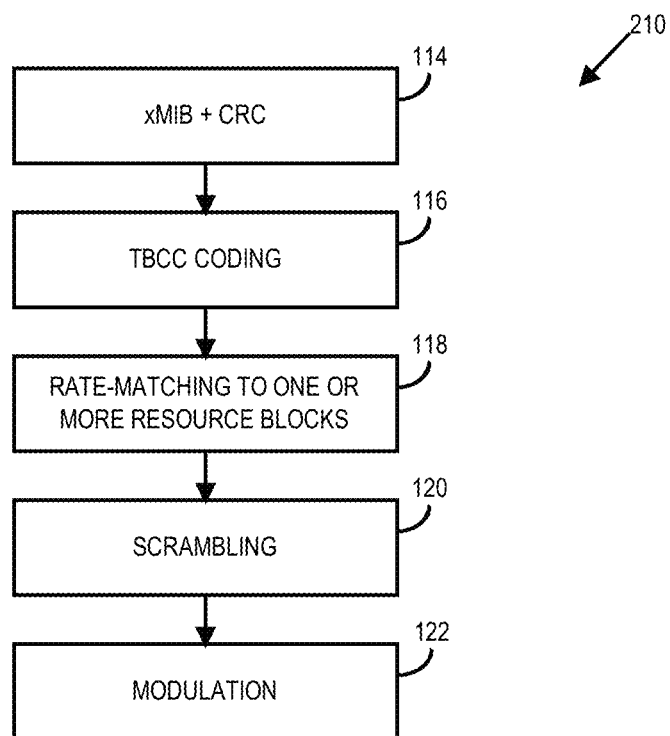 210
114
xMIB + CRC
116
TBCC CODING
118
RATE-MATCHING TO ONE OR
MORE RESOURCE BLOCKS
120
SCRAMBLING
122
MODULATION